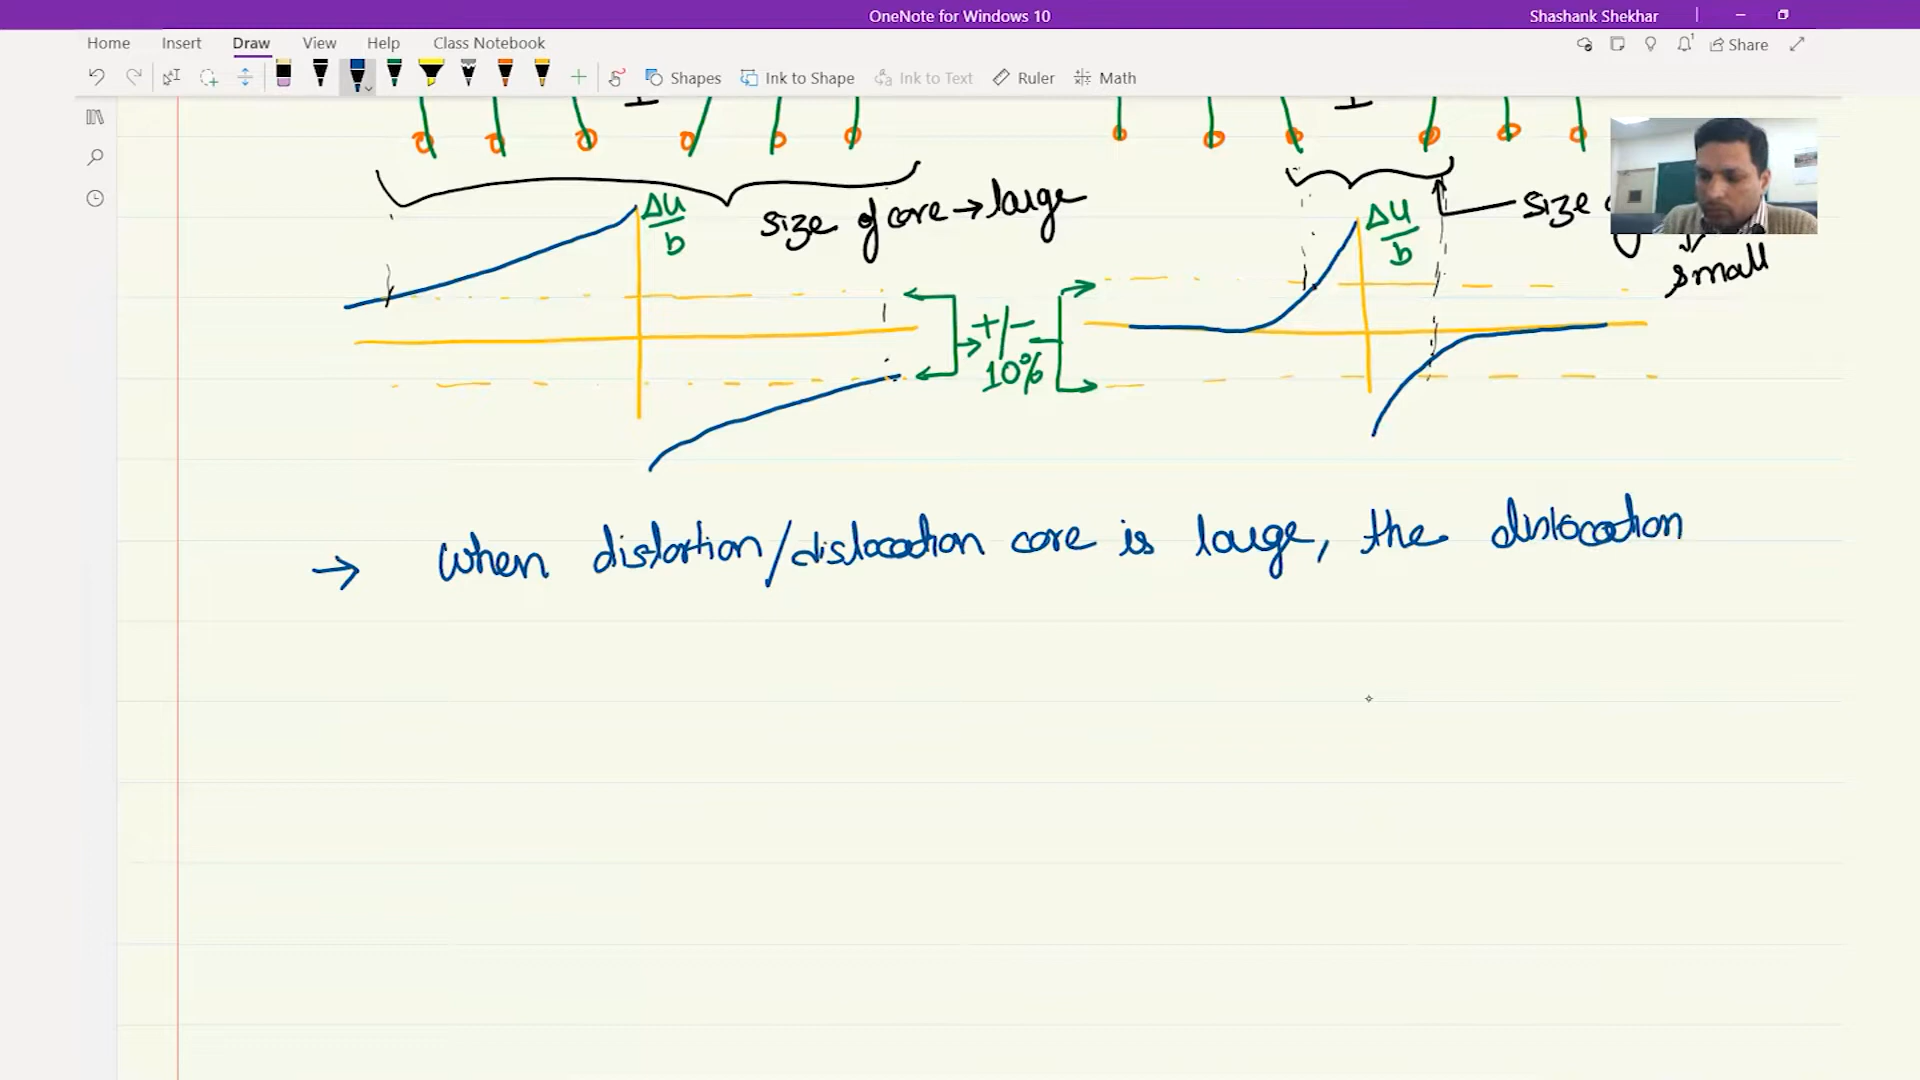 OneNote for Windows 10
Shashank Shekhar
Home Insert Draw View Help Class Notebook
Share
Shapes Ink to Shape Ink to Text Ruler Math
size of core → large
size
small
Δu/b
Δu/b
+/-
10%
→ When distortion/dislocation core is large, the dislocation